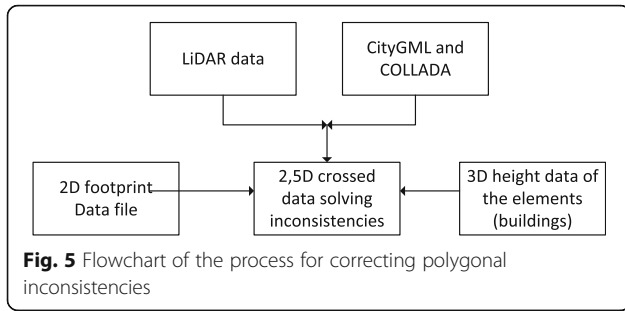 LiDAR data
CityGML and
COLLADA
2D footprint
Data file
2,5D crossed
data solving
inconsistencies
3D height data of
the elements
(buildings)
Fig. 5 Flowchart of the process for correcting polygonal
inconsistencies